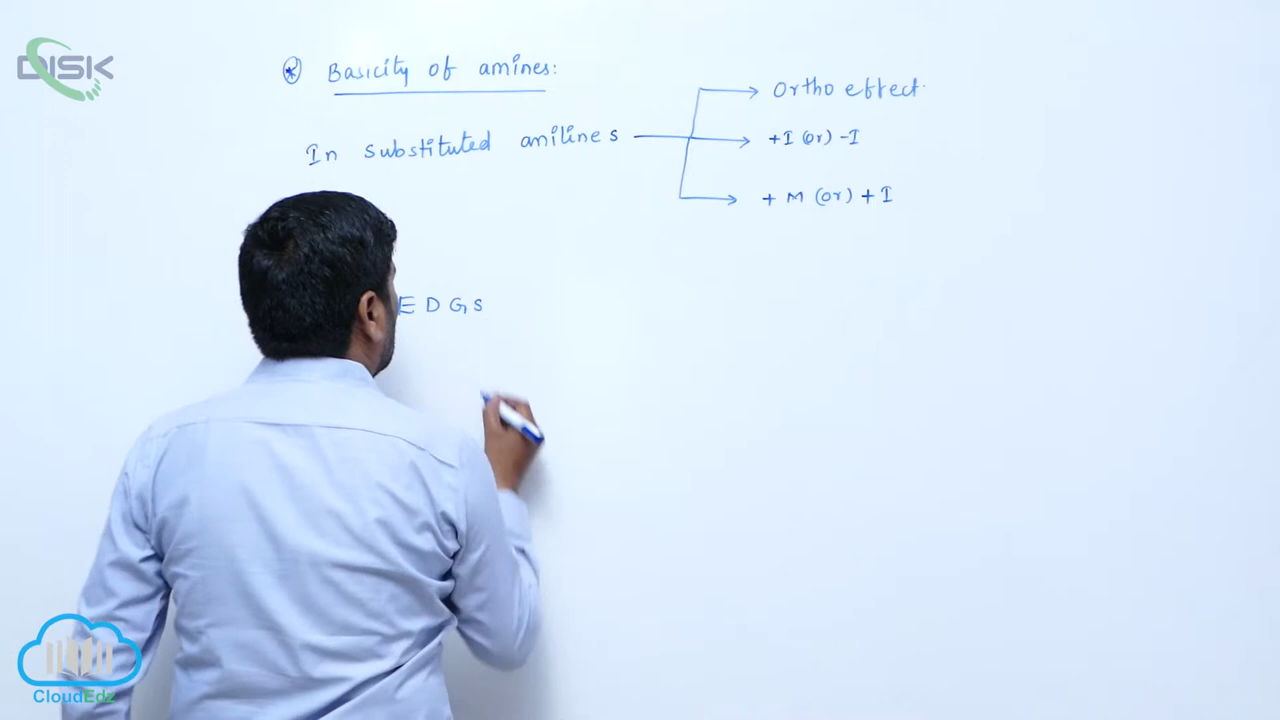 DISK
Basicity of amines:
In substituted anilines
Ortho effect
+I (or) -I
+ M (or) + I
EDGs
CloudEdz